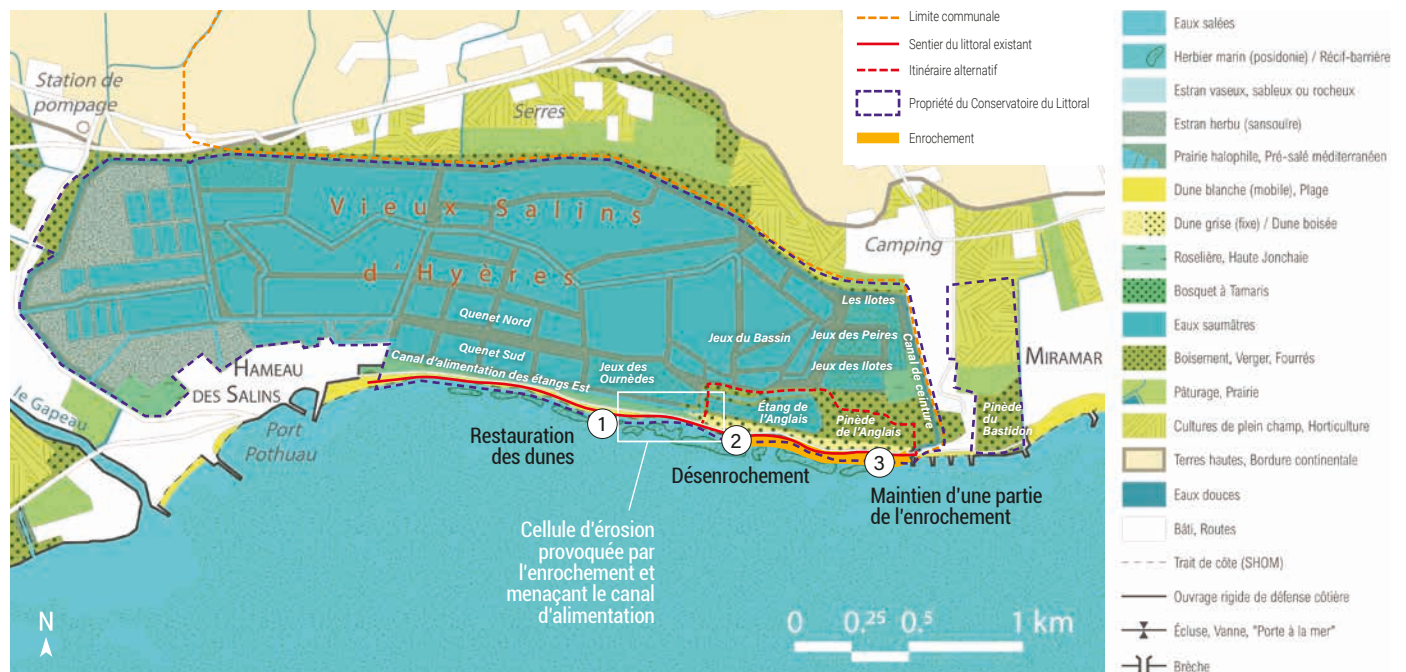 Limite communale
Sentier du littoral existant
Itinéraire alternatif
Propriété du Conservatoire du Littoral
Enrochement
Eaux salées
Herbier marin (posidonie) / Récif-barrière
Estran vaseux, sableux ou rocheux
Estran herbu (sansouïre)
Prairie halophile, Pré-salé méditerranéen
Dune blanche (mobile), Plage
Dune grise (fixe) / Dune boisée
Roselière, Haute Jonchaie
Bosquet à Tamaris
Eaux saumâtres
Boisement, Verger, Fourrés
Pâturage, Prairie
Cultures de plein champ, Horticulture
Terres hautes, Bordure continentale
Eaux douces
Bâti, Routes
Trait de côte (SHOM)
Ouvrage rigide de défense côtière
Écluse, Vanne, "Porte à la mer"
Brèche
Station de
pompage
Serres
Vieux Salins
d'Hyères
Camping
Les Ilotes
Quenet Nord
Jeux du Bassin
Jeux des Peires
Canal de ceinture
MIRAMAR
Quenet Sud
Canal d'alimentation des étangs Est
Jeux des
Ournèdes
Jeux des Ilotes
HAMEAU
DES SALINS
le Gapeau
Port
Pothuau
Étang de
l'Anglais
Pinède
de l'Anglais
Pinède
du
Bastidon
1
2
3
Restauration
des dunes
Désenrochement
Maintien d'une partie
de l'enrochement
Cellule d'érosion
provoquée par
l'enrochement et
menaçant le canal
d'alimentation
N
0 0,25 0,5 1 km